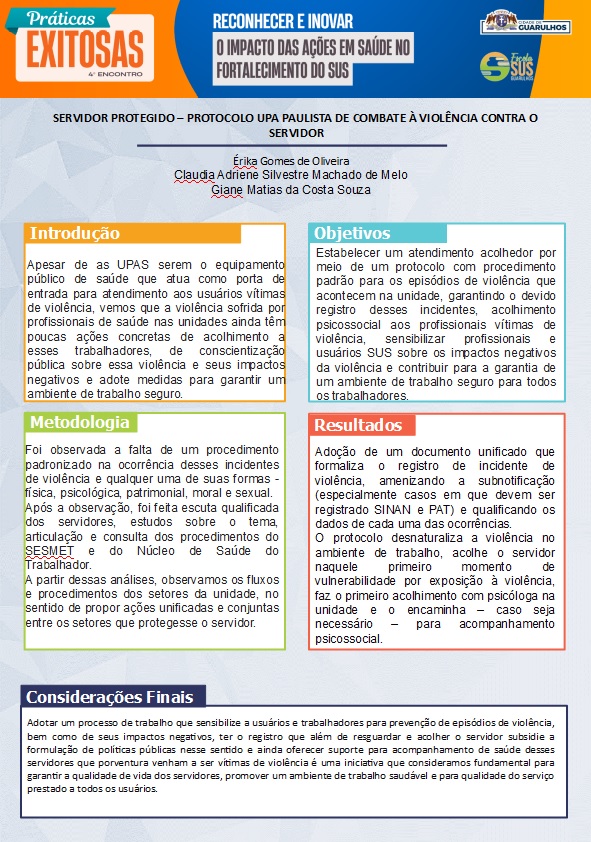 Práticas
EXITOSAS
4º ENCONTRO
RECONHECER E INOVAR
O IMPACTO DAS AÇÕES EM SAÚDE NO
FORTALECIMENTO DO SUS
CIDADE DE
GUARULHOS
Escola
SUS
GUARULHOS
SERVIDOR PROTEGIDO – PROTOCOLO UPA PAULISTA DE COMBATE À VIOLÊNCIA CONTRA O
SERVIDOR
Érika Gomes de Oliveira
Claudia Adriene Silvestre Machado de Melo
Giane Matias da Costa Souza
Introdução
Apesar de as UPAS serem o equipamento
público de saúde que atua como porta de
entrada para atendimento aos usuários vítimas
de violência, vemos que a violência sofrida por
profissionais de saúde nas unidades ainda têm
poucas ações concretas de acolhimento a
esses trabalhadores, de conscientização
pública sobre essa violência e seus impactos
negativos e adote medidas para garantir um
ambiente de trabalho seguro.
Objetivos
Estabelecer um atendimento acolhedor por
meio de um protocolo com procedimento
padrão para os episódios de violência que
acontecem na unidade, garantindo o devido
registro desses incidentes, acolhimento
psicossocial aos profissionais vítimas de
violência, sensibilizar profissionais e
usuários SUS sobre os impactos negativos
da violência e contribuir para a garantia de
um ambiente de trabalho seguro para todos
os trabalhadores.
Metodologia
Foi observada a falta de um procedimento
padronizado na ocorrência desses incidentes
de violência e qualquer uma de suas formas -
física, psicológica, patrimonial, moral e sexual.
Após a observação, foi feita escuta qualificada
dos servidores, estudos sobre o tema,
articulação e consulta dos procedimentos do
SESMET e do Núcleo de Saúde do
Trabalhador.
A partir dessas análises, observamos os fluxos
e procedimentos dos setores da unidade, no
sentido de propor ações unificadas e conjuntas
entre os setores que protegesse o servidor.
Resultados
Adoção de um documento unificado que
formaliza o registro de incidente de
violência, amenizando a subnotificação
(especialmente casos em que devem ser
registrado SINAN e PAT) e qualificando os
dados de cada uma das ocorrências.
O protocolo desnaturaliza a violência no
ambiente de trabalho, acolhe o servidor
naquele primeiro momento de
vulnerabilidade por exposição à violência,
faz o primeiro acolhimento com psicóloga na
unidade e o encaminha – caso seja
necessário – para acompanhamento
psicossocial.
Considerações Finais
Adotar um processo de trabalho que sensibilize a usuários e trabalhadores para prevenção de episódios de violência,
bem como de seus impactos negativos, ter o registro que além de resguardar e acolher o servidor subsidie a
formulação de políticas públicas nesse sentido e ainda oferecer suporte para acompanhamento de saúde desses
servidores que porventura venham a ser vítimas de violência é uma iniciativa que consideramos fundamental para
garantir a qualidade de vida dos servidores, promover um ambiente de trabalho saudável e para qualidade do serviço
prestado a todos os usuários.